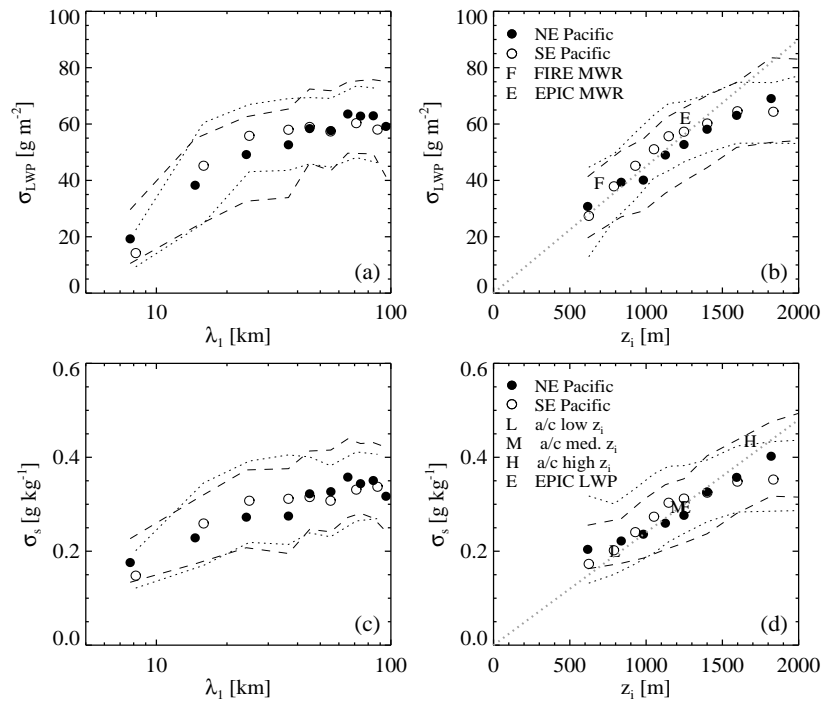 100
80
60
40
20
0
σLWP [g m-2]
10
100
λ1 [km]
(a)
100
80
60
40
20
0
σLWP [g m-2]
NE Pacific
SE Pacific
F FIRE MWR
E EPIC MWR
E
F
0
500
1000
1500
2000
zi [m]
(b)
0.6
0.4
0.2
0.0
σs [g kg-1]
10
100
λ1 [km]
(c)
0.6
0.4
0.2
0.0
σs [g kg-1]
NE Pacific
SE Pacific
L a/c low zi
M a/c med. zi
H a/c high zi
E EPIC LWP
H
M
E
L
0
500
1000
1500
2000
zi [m]
(d)